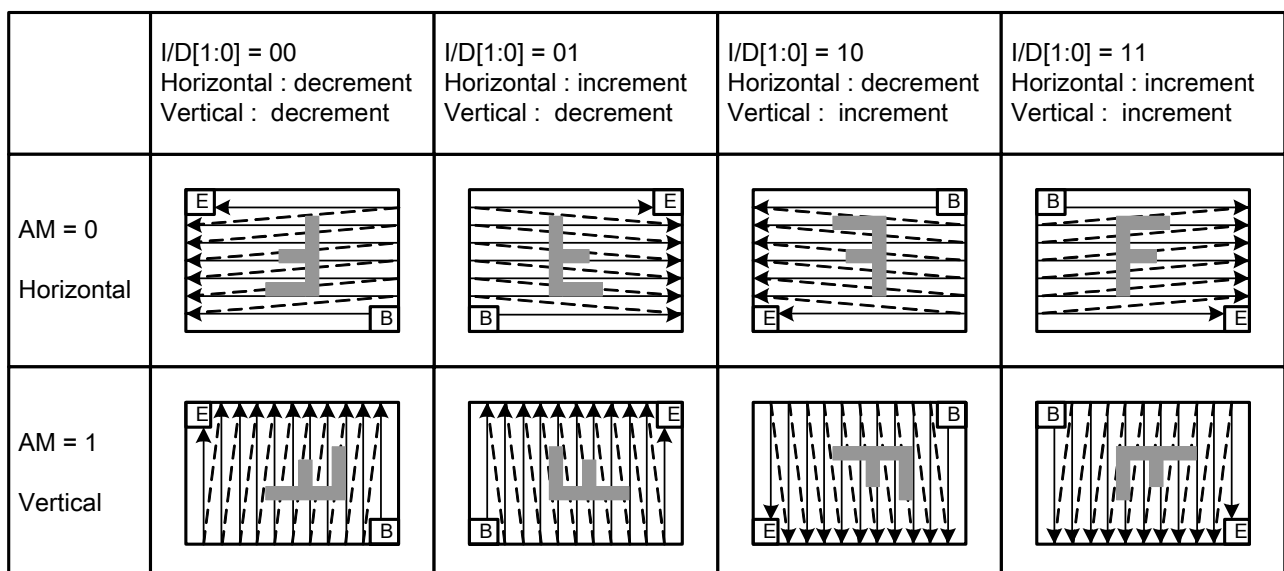 I/D[1:0] = 00
Horizontal : decrement
Vertical :  decrement
I/D[1:0] = 01
Horizontal : increment
Vertical :  decrement
I/D[1:0] = 10
Horizontal : decrement
Vertical :  increment
I/D[1:0] = 11
Horizontal : increment
Vertical :  increment
AM = 0
Horizontal
E
B
E
B
B
E
B
E
AM = 1
Vertical
E
B
E
B
B
E
B
E